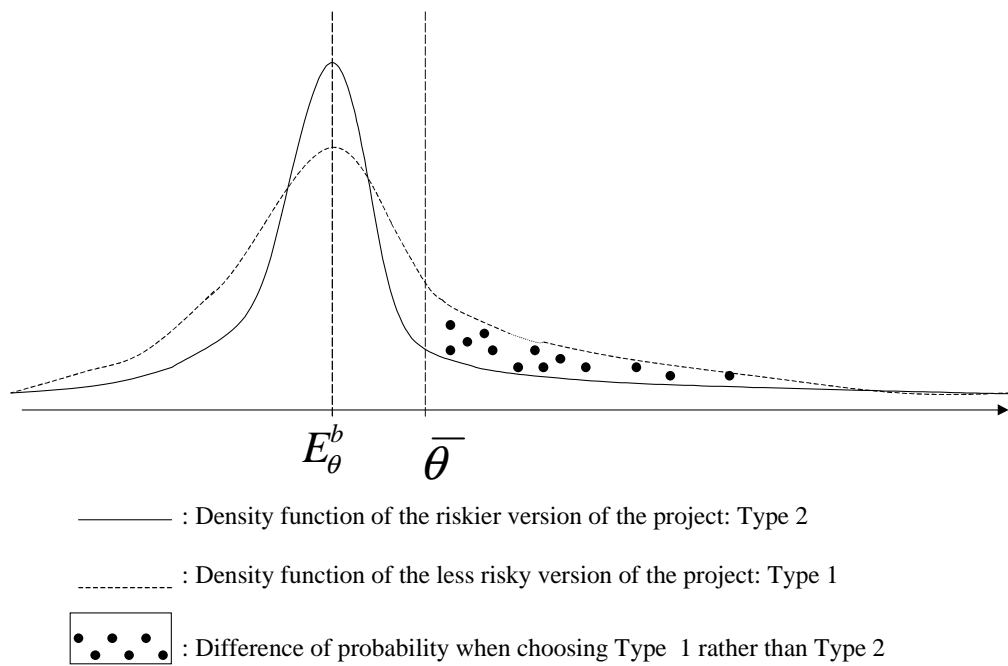 E_θ^b
θ̅
: Density function of the riskier version of the project: Type 2
: Density function of the less risky version of the project: Type 1
: Difference of probability when choosing Type 1 rather than Type 2